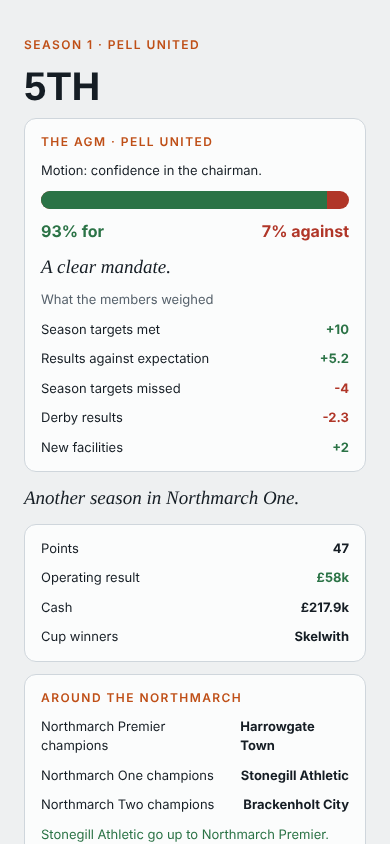 SEASON 1 · PELL UNITED
5TH
THE AGM · PELL UNITED
Motion: confidence in the chairman.
93% for 7% against
A clear mandate.
What the members weighed
Season targets met +10
Results against expectation +5.2
Season targets missed -4
Derby results -2.3
New facilities +2
Another season in Northmarch One.
Points 47
Operating result £58k
Cash £217.9k
Cup winners Skelwith
AROUND THE NORTHMARCH
Northmarch Premier champions Harrowgate Town
Northmarch One champions Stonegill Athletic
Northmarch Two champions Brackenholt City
Stonegill Athletic go up to Northmarch Premier.